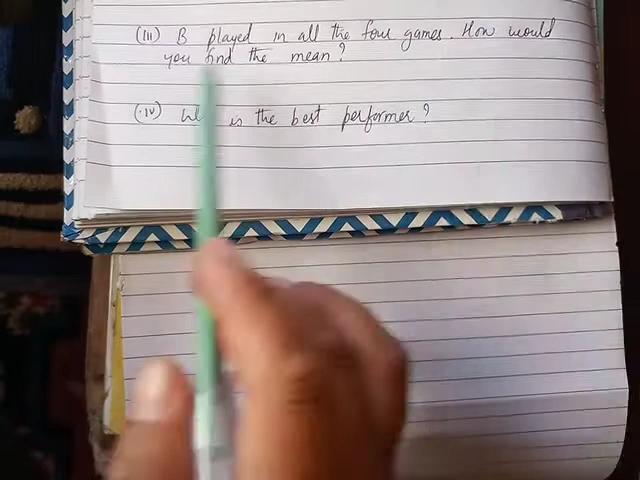 (iii) B played in all the four games. How would
you find the mean?
(iv) is the best performer?